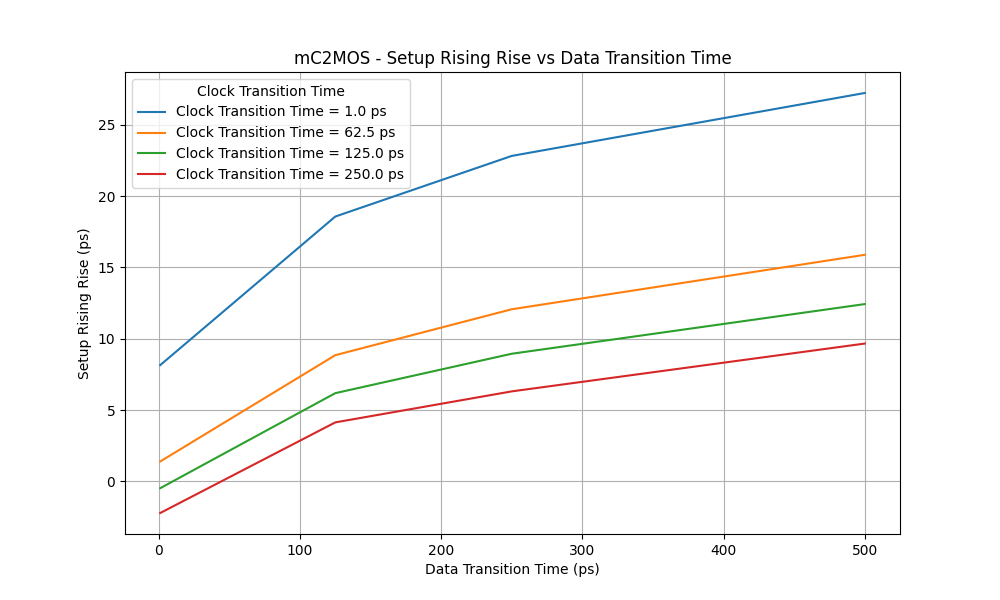 mC2MOS - Setup Rising Rise vs Data Transition Time
Clock Transition Time
Clock Transition Time = 1.0 ps
Clock Transition Time = 62.5 ps
Clock Transition Time = 125.0 ps
Clock Transition Time = 250.0 ps
Setup Rising Rise (ps)
25
20
15
10
5
0
0 100 200 300 400 500
Data Transition Time (ps)